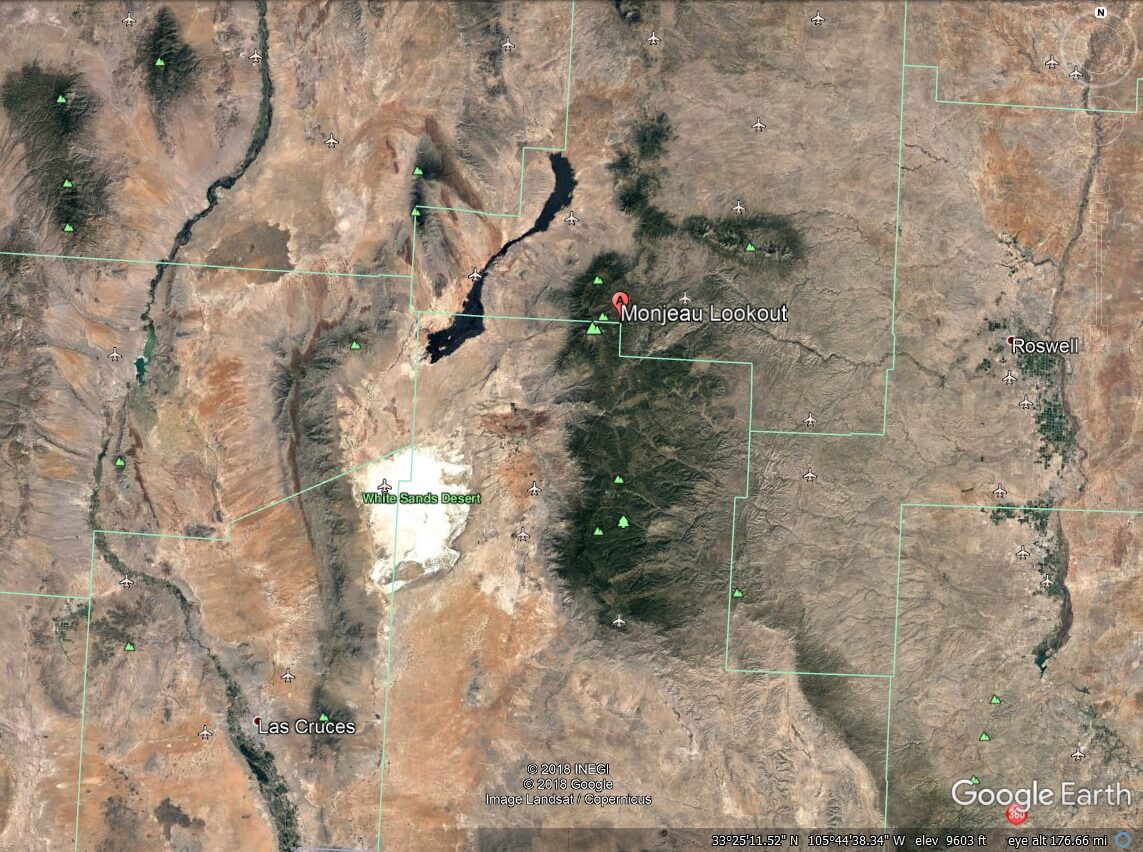 N
A
Monjeau Lookout
Roswell
White Sands Desert
Las Cruces
© 2018 INEGI
© 2018 Google
Image Landsat / Copernicus
Google Earth
360
33°25'11.52" N 105°44'38.34" W elev 9603 ft eye alt 176.66 mi